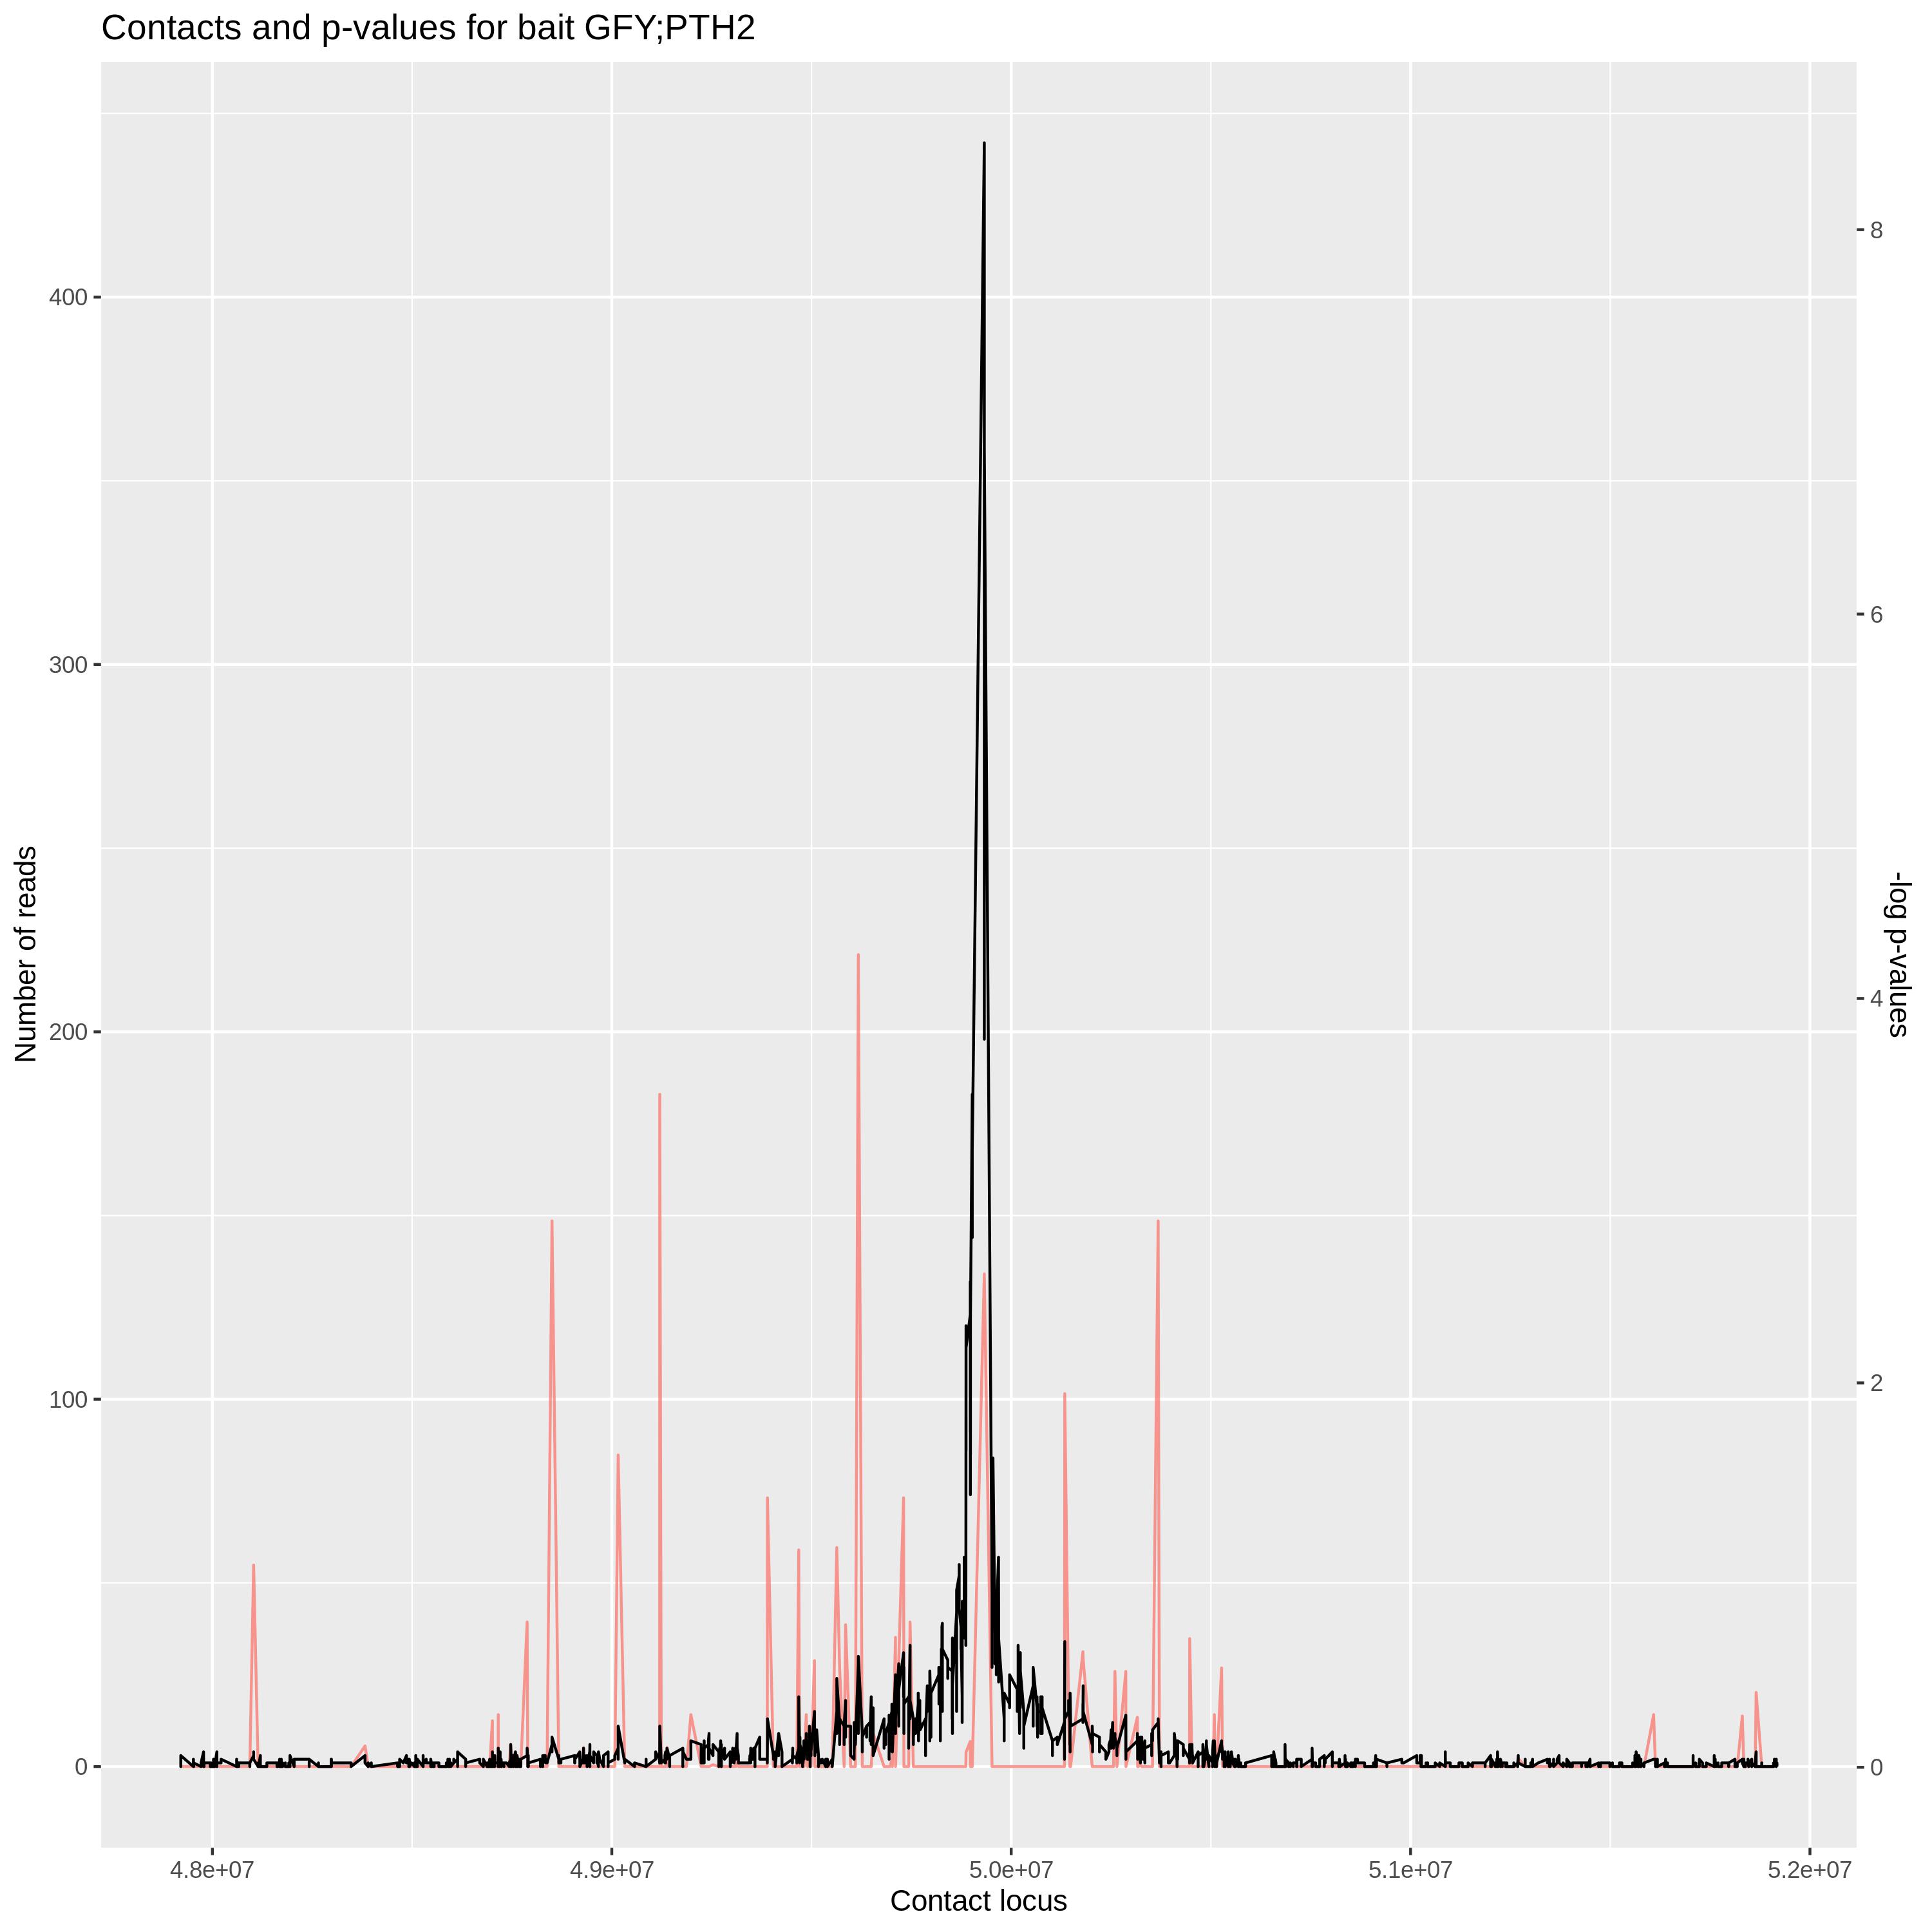 Contacts and p-values for bait GFY;PTH2
Number of reads
400
300
200
100
0
-log p-values
8
6
4
2
0
4.8e+07 4.9e+07 5.0e+07 5.1e+07 5.2e+07
Contact locus